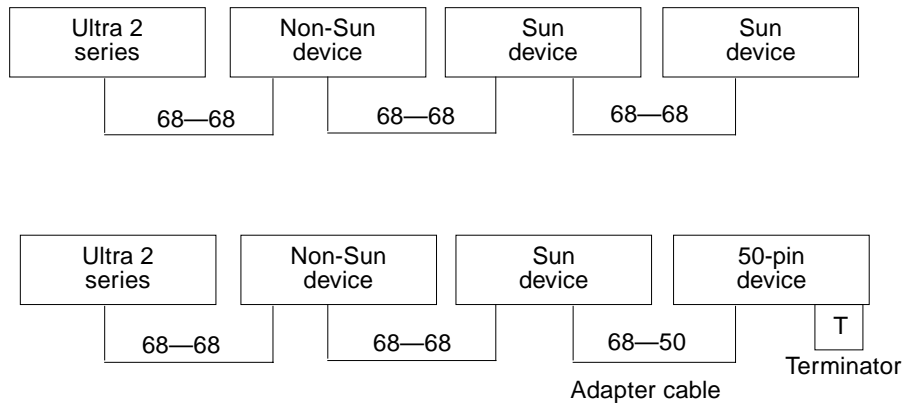 Ultra 2
series
Non-Sun
device
Sun
device
Sun
device
68—68
68—68
68—68
Ultra 2
series
Non-Sun
device
Sun
device
50-pin
device
68—68
68—68
68—50
T
Terminator
Adapter cable